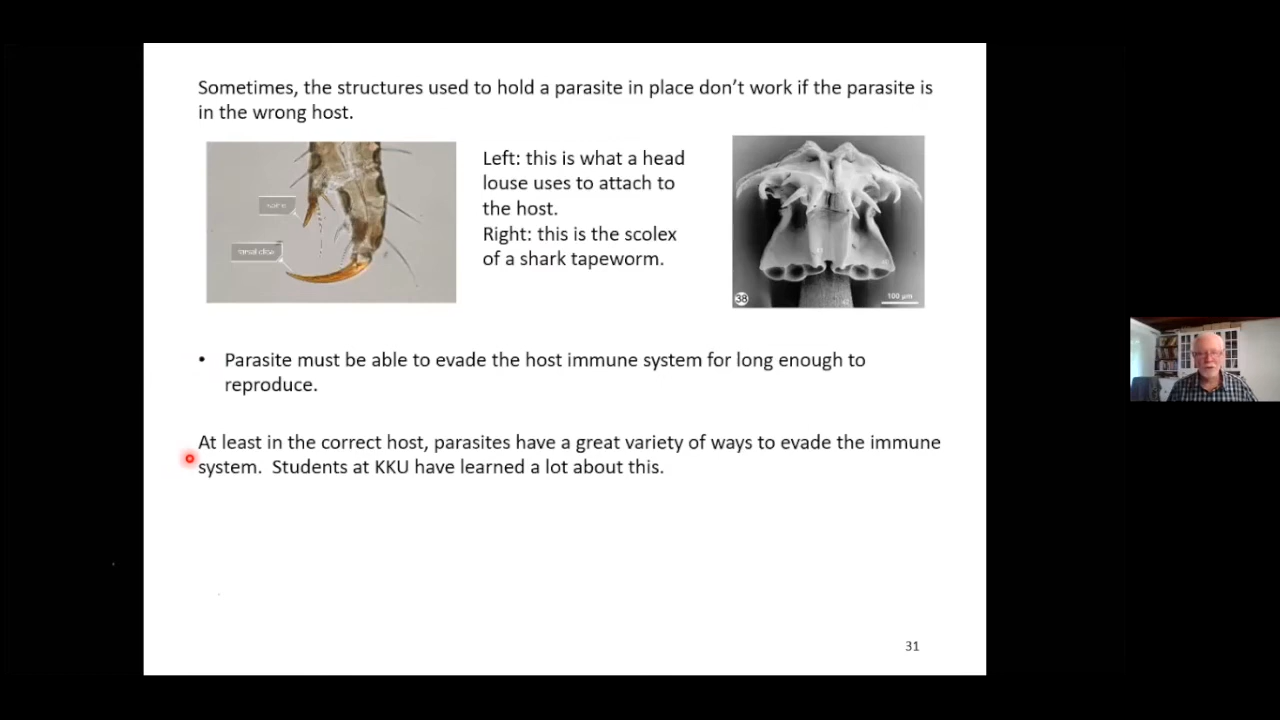 Sometimes, the structures used to hold a parasite in place don't work if the parasite is
in the wrong host.
Left: this is what a head
louse uses to attach to
the host.
Right: this is the scolex
of a shark tapeworm.
38
100 µm
• Parasite must be able to evade the host immune system for long enough to
reproduce.
At least in the correct host, parasites have a great variety of ways to evade the immune
system. Students at KKU have learned a lot about this.
31